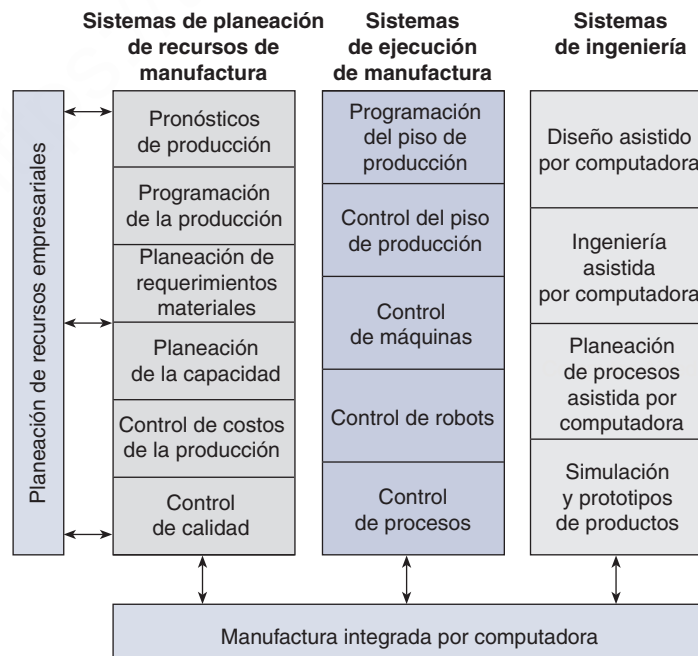 Sistemas de planeación
de recursos de
manufactura
Sistemas
de ejecución
de manufactura
Sistemas
de ingeniería
Planeación de recursos empresariales
Pronósticos
de producción
Programación
de la producción
Planeación de
requerimientos
materiales
Planeación
de la capacidad
Control de costos
de la producción
Control
de calidad
Programación
del piso de
producción
Control del piso
de producción
Control
de máquinas
Control de robots
Control
de procesos
Diseño asistido
por computadora
Ingeniería
asistida
por computadora
Planeación
de procesos
asistida por
computadora
Simulación
y prototipos
de productos
Manufactura integrada por computadora